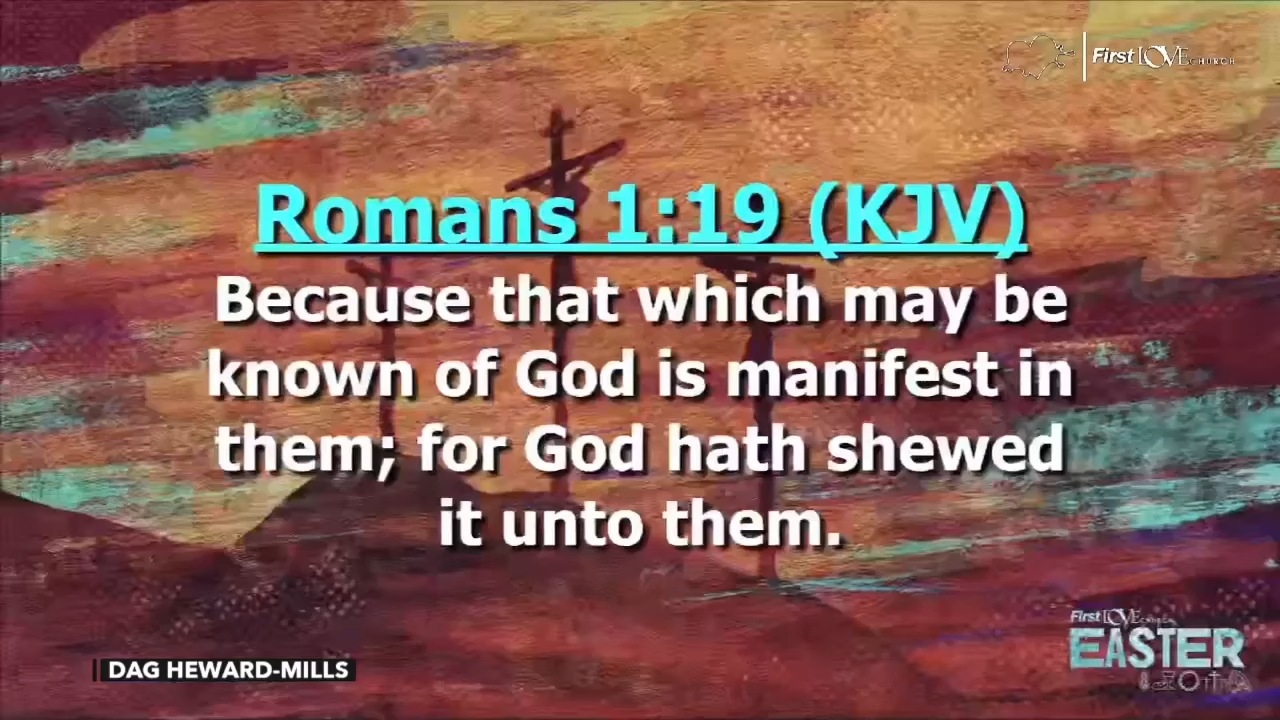 First LOVE CHURCH
Romans 1:19 (KJV)
Because that which may be
known of God is manifest in
them; for God hath shewed
it unto them.
First LOVE CHURCH
EASTER
DAG HEWARD-MILLS